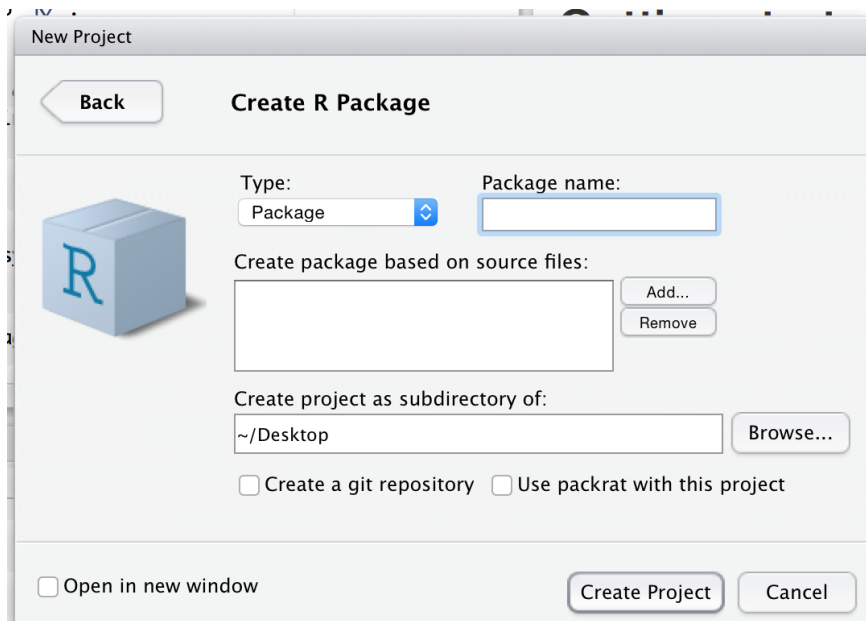 New Project
Back
Create R Package
Type:
Package name:
Package
Create package based on source files:
Add...
Remove
R
Create project as subdirectory of:
~/Desktop
Browse...
Create a git repository
Use packrat with this project
Open in new window
Create Project
Cancel